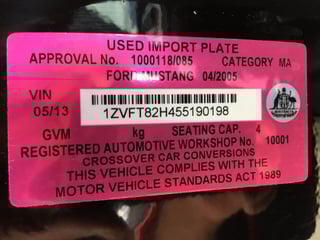 USED IMPORT PLATE
APPROVAL No. 1000118/085 CATEGORY MA
FORD MUSTANG 04/2005
VIN
05/13 1ZVFT82H455190198
GVM kg SEATING CAP. 4
REGISTERED AUTOMOTIVE WORKSHOP No. 10001
CROSSOVER CAR CONVERSIONS
THIS VEHICLE COMPLIES WITH THE
MOTOR VEHICLE STANDARDS ACT 1989